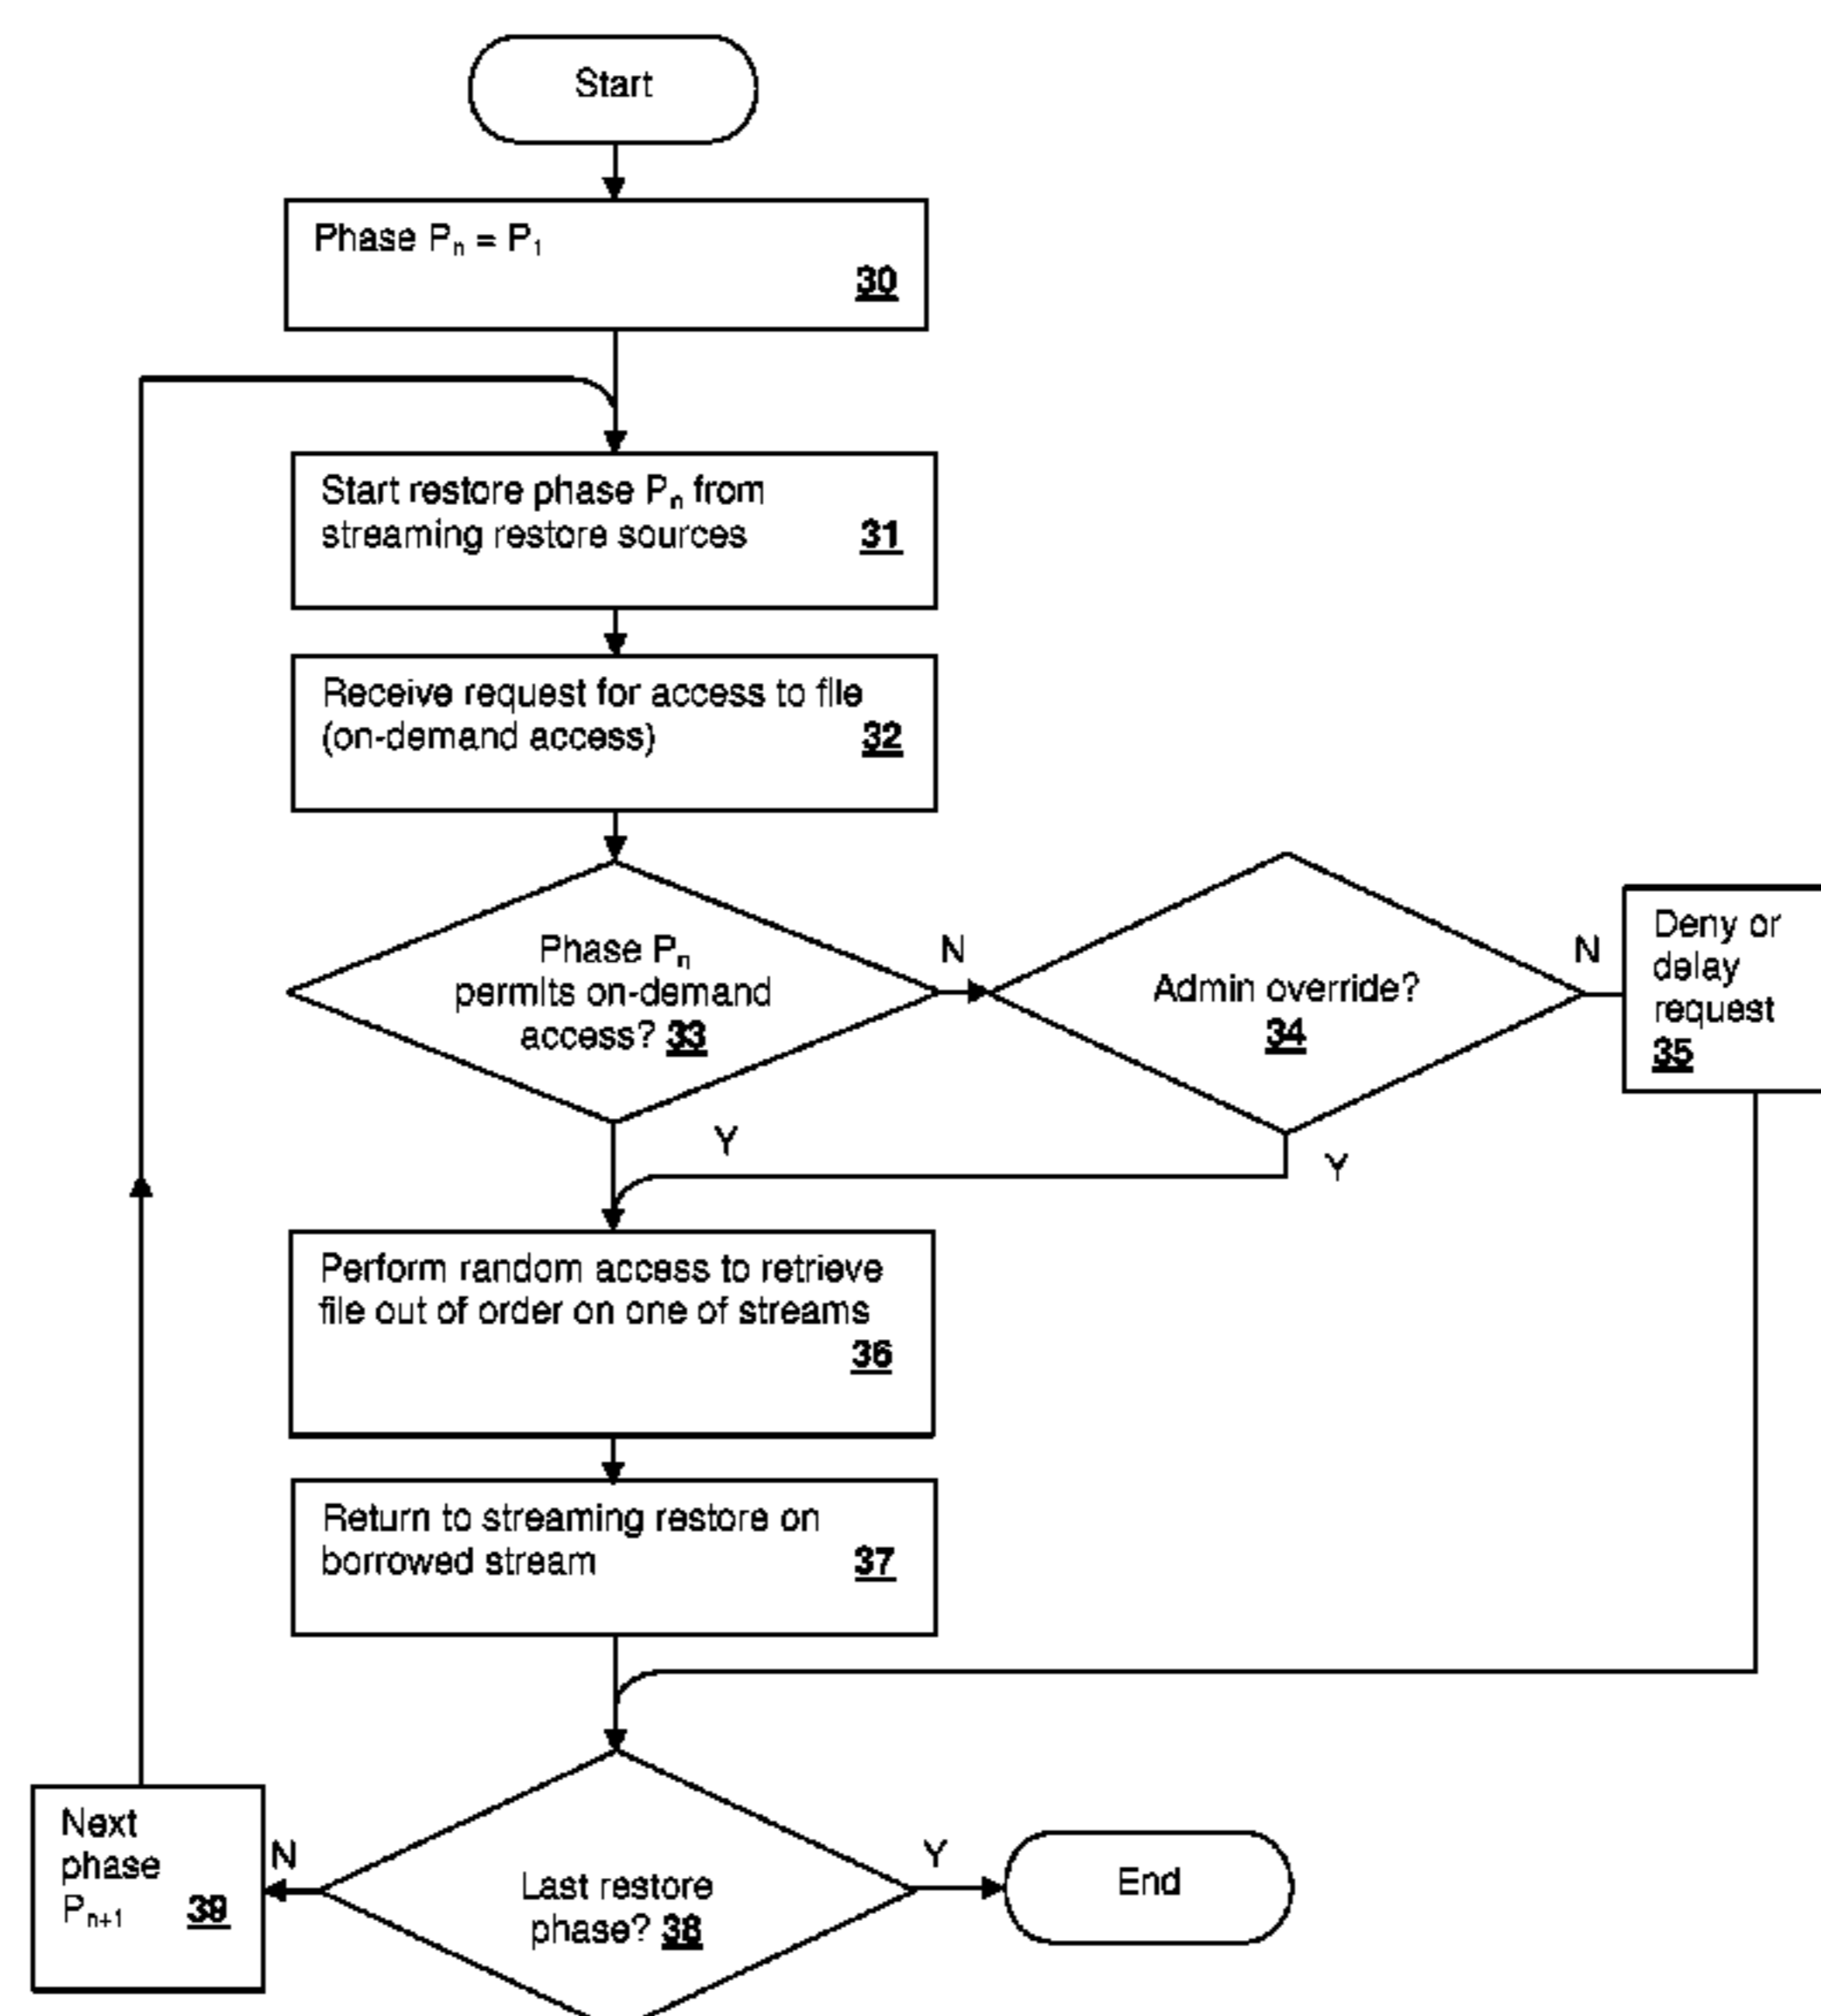 Start
Phase Pn = P1
30
Start restore phase Pn from
streaming restore sources 31
Receive request for access to file
(on-demand access) 32
Phase Pn
permits on-demand
access? 33
N
Admin override?
34
N
Deny or
delay
request
35
Y
Y
Perform random access to retrieve
file out of order on one of streams
36
Return to streaming restore on
borrowed stream 37
Next
phase
Pn+1 39
N
Last restore
phase? 38
Y
End